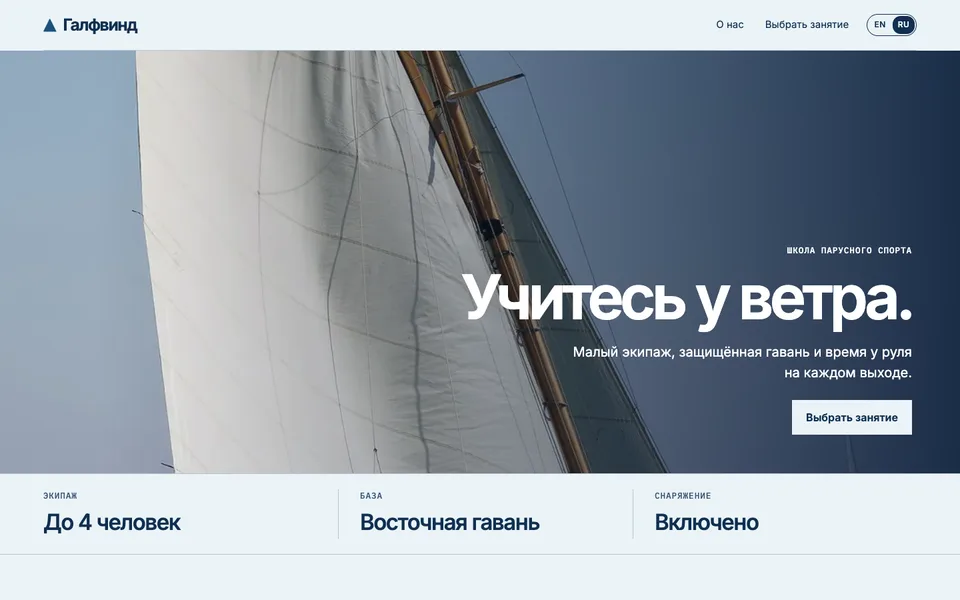 Галфвинд
О нас
Выбрать занятие
EN
RU
ШКОЛА ПАРУСНОГО СПОРТА
Учитесь у ветра.
Малый экипаж, защищённая гавань и время у руля
на каждом выходе.
Выбрать занятие
ЭКИПАЖ
До 4 человек
БАЗА
Восточная гавань
СНАРЯЖЕНИЕ
Включено